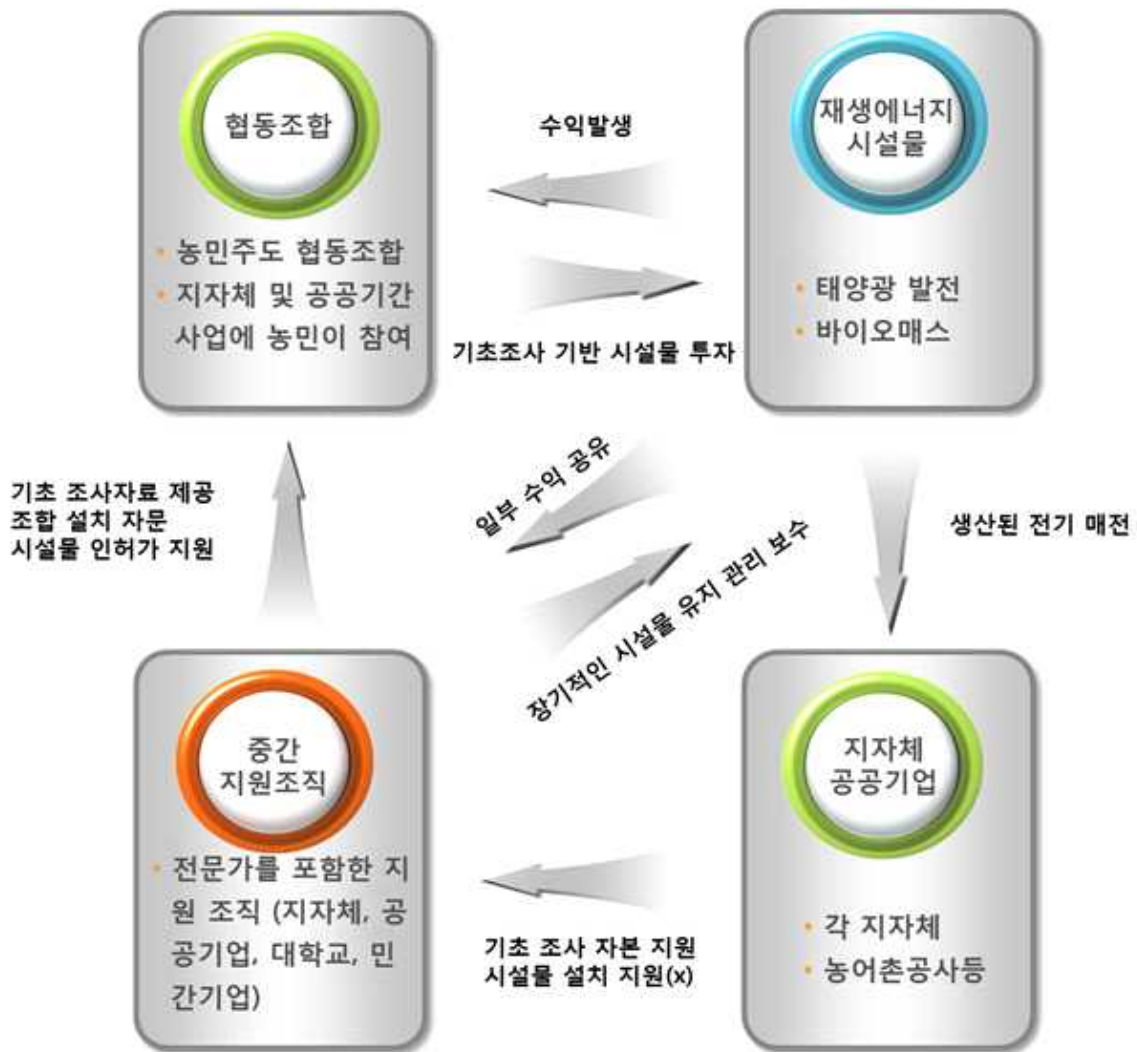 협동조합
농민주도 협동조합
지자체 및 공공기간
사업에 농민이 참여
수익발생
기초조사 기반 시설물 투자
재생에너지
시설물
태양광 발전
바이오매스
기초 조사자료 제공
조합 설치 자문
시설물 인허가 지원
일부 수익 공유
장기적인 시설물 유지 관리 보수
생산된 전기 매전
중간
지원조직
전문가를 포함한 지
원 조직 (지자체, 공
공기업, 대학교, 민
간기업)
기초 조사 자본 지원
시설물 설치 지원(x)
지자체
공공기업
각 지자체
농어촌공사등